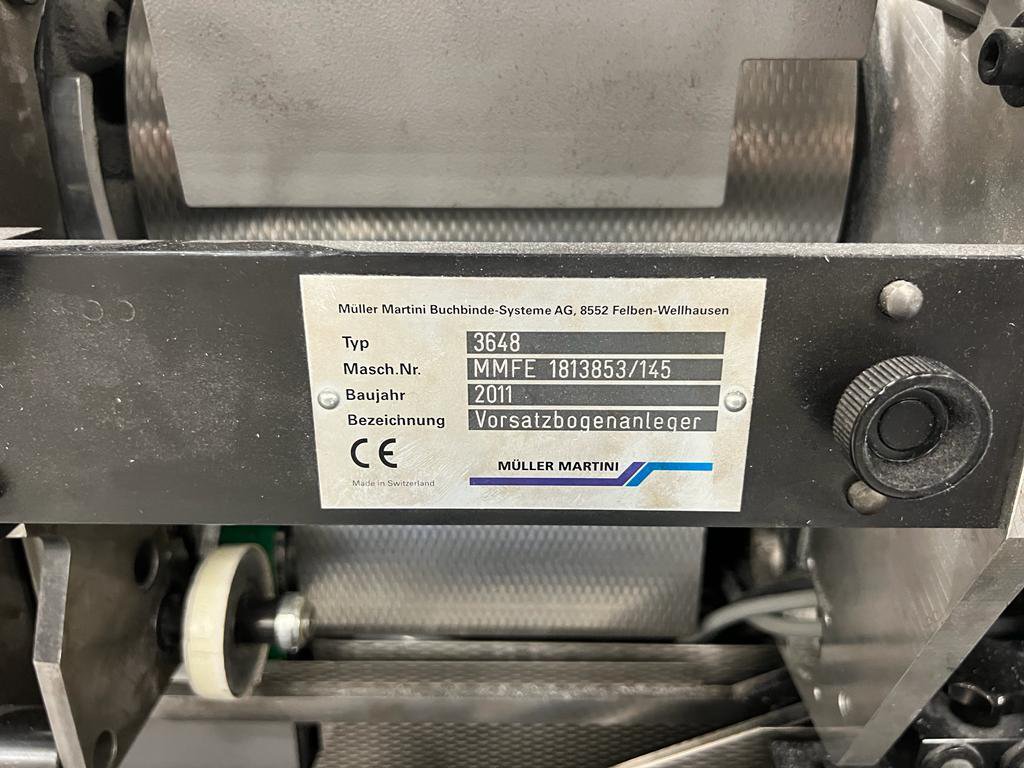 Müller Martini Buchbinde-Systeme AG, 8552 Felben-Wellhausen
Typ 3648
Masch.Nr. MMFE 1813853/145
Baujahr 2011
Bezeichnung Vorsatzbogenanleger
CE
MÜLLER MARTINI
Made in Switzerland